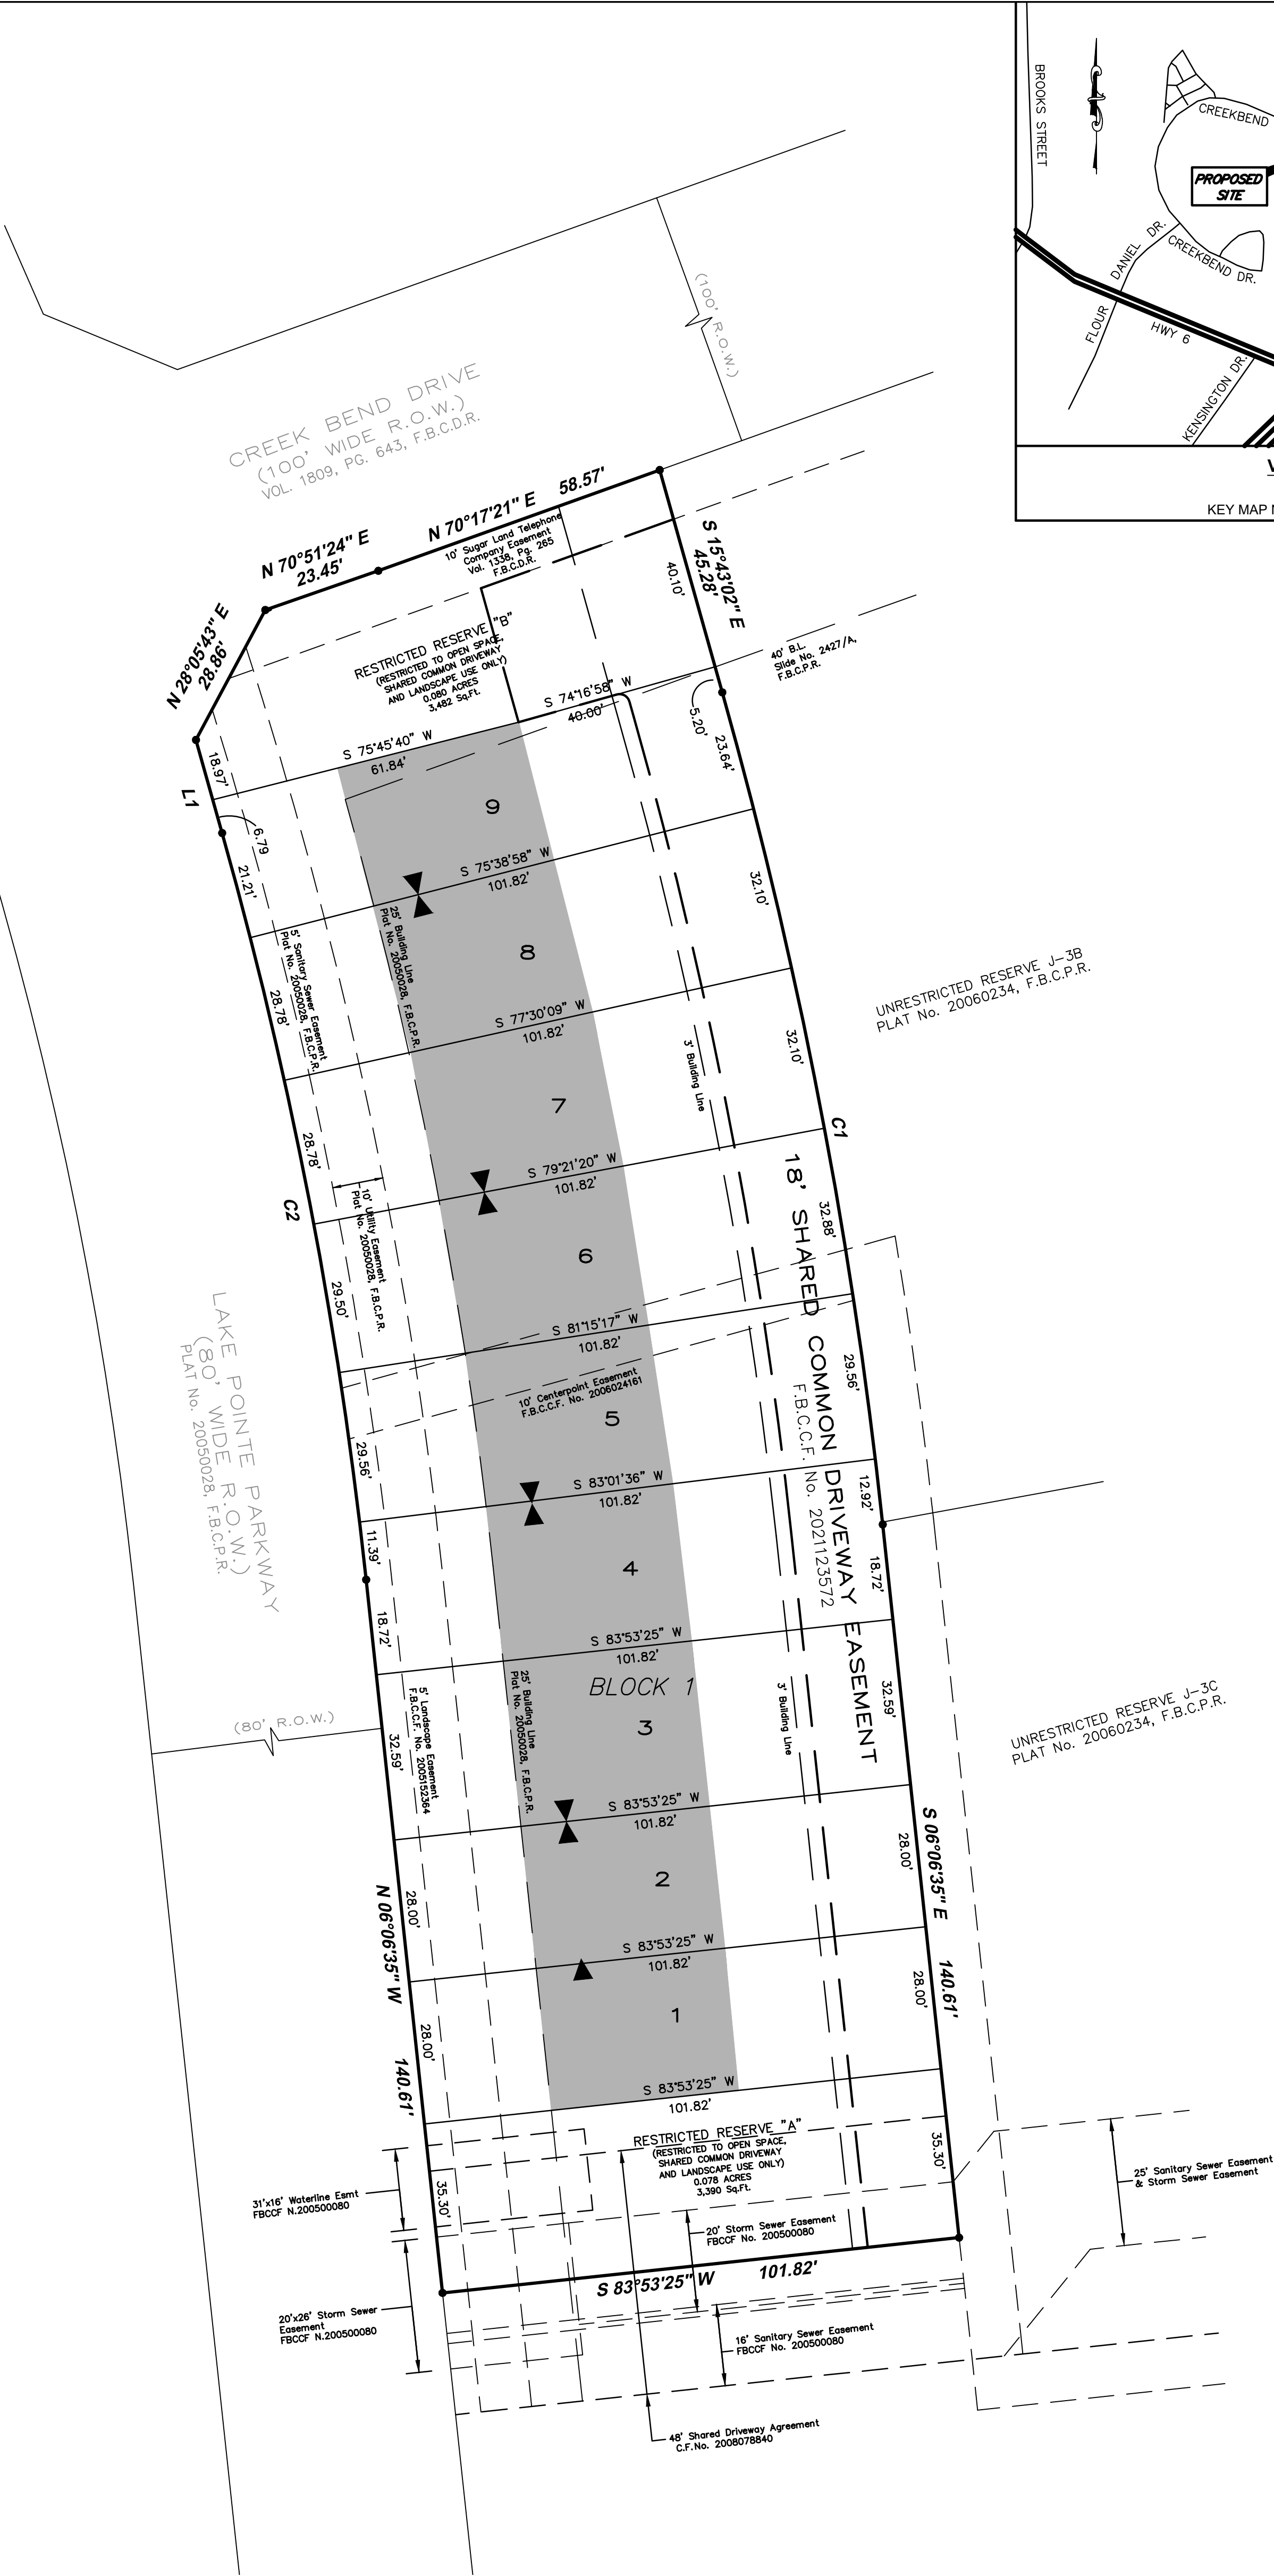 BROOKS STREET
CREEKBEND
PROPOSED
SITE
FLOUR DANIEL DR.
CREEKBEND DR.
HWY 6
KENSINGTON DR.
KEY MAP
(100' R.O.W.)
CREEK BEND DRIVE
(100' WIDE R.O.W.)
VOL. 1809, PG. 643, F.B.C.D.R.
N 70°17'21" E 58.57'
N 70°51'24" E
23.45'
N 28°05'43" E
28.86'
10' Sugar Land Telephone
Company Easement
Vol. 1338, Pg. 265
F.B.C.D.R.
S 15°43'02" E
45.28'
40.10'
RESTRICTED RESERVE "B"
(RESTRICTED TO OPEN SPACE,
SHARED COMMON DRIVEWAY
AND LANDSCAPE USE ONLY)
0.080 ACRES
3,482 Sq.Ft.
40' B.L.
Slide No. 2427/A,
F.B.C.P.R.
S 74°16'58" W
40.00'
5.20'
23.64'
S 75°45'40" W
61.84'
18.97'
L1
6.79
21.21'
9
S 75°38'58" W
101.82'
32.10'
25' Building Line
Plat No. 20050028, F.B.C.P.R.
5' Sanitary Sewer Easement
Plat No. 20050028, F.B.C.P.R.
8
28.78'
S 77°30'09" W
101.82'
32.10'
UNRESTRICTED RESERVE J-3B
PLAT No. 20060234, F.B.C.P.R.
3' Building Line
7
28.78'
C1
S 79°21'20" W
101.82'
18' SHARED COMMON DRIVEWAY EASEMENT
F.B.C.C.F. No. 2021123572
C2
10' Utility Easement
Plat No. 20050028, F.B.C.P.R.
32.88'
6
29.50'
S 81°15'17" W
101.82'
LAKE POINTE PARKWAY
(80' WIDE R.O.W.)
PLAT No. 20050028, F.B.C.P.R.
10' Centerpoint Easement
F.B.C.C.F. No. 2006024161
29.56'
5
29.56'
S 83°01'36" W
101.82'
12.92'
11.39'
4
18.72'
18.72'
S 83°53'25" W
101.82'
BLOCK 1
25' Building Line
Plat No. 20050028, F.B.C.P.R.
5' Landscape Easement
F.B.C.C.F. No. 2005152364
3' Building Line
32.59'
(80' R.O.W.)
32.59'
3
UNRESTRICTED RESERVE J-3C
PLAT No. 20060234, F.B.C.P.R.
S 83°53'25" W
101.82'
S 06°06'35" E 140.61'
28.00'
2
28.00'
N 06°06'35" W 140.61'
S 83°53'25" W
101.82'
28.00'
1
28.00'
S 83°53'25" W
101.82'
RESTRICTED RESERVE "A"
(RESTRICTED TO OPEN SPACE,
SHARED COMMON DRIVEWAY
AND LANDSCAPE USE ONLY)
0.078 ACRES
3,390 Sq.Ft.
35.30'
35.30'
25' Sanitary Sewer Easement
& Storm Sewer Easement
31'x16' Waterline Esmt
FBCCF N.200500080
20' Storm Sewer Easement
FBCCF No. 200500080
S 83°53'25" W 101.82'
20'x26' Storm Sewer
Easement
FBCCF N.200500080
16' Sanitary Sewer Easement
FBCCF No. 200500080
48' Shared Driveway Agreement
C.F.No. 2008078840